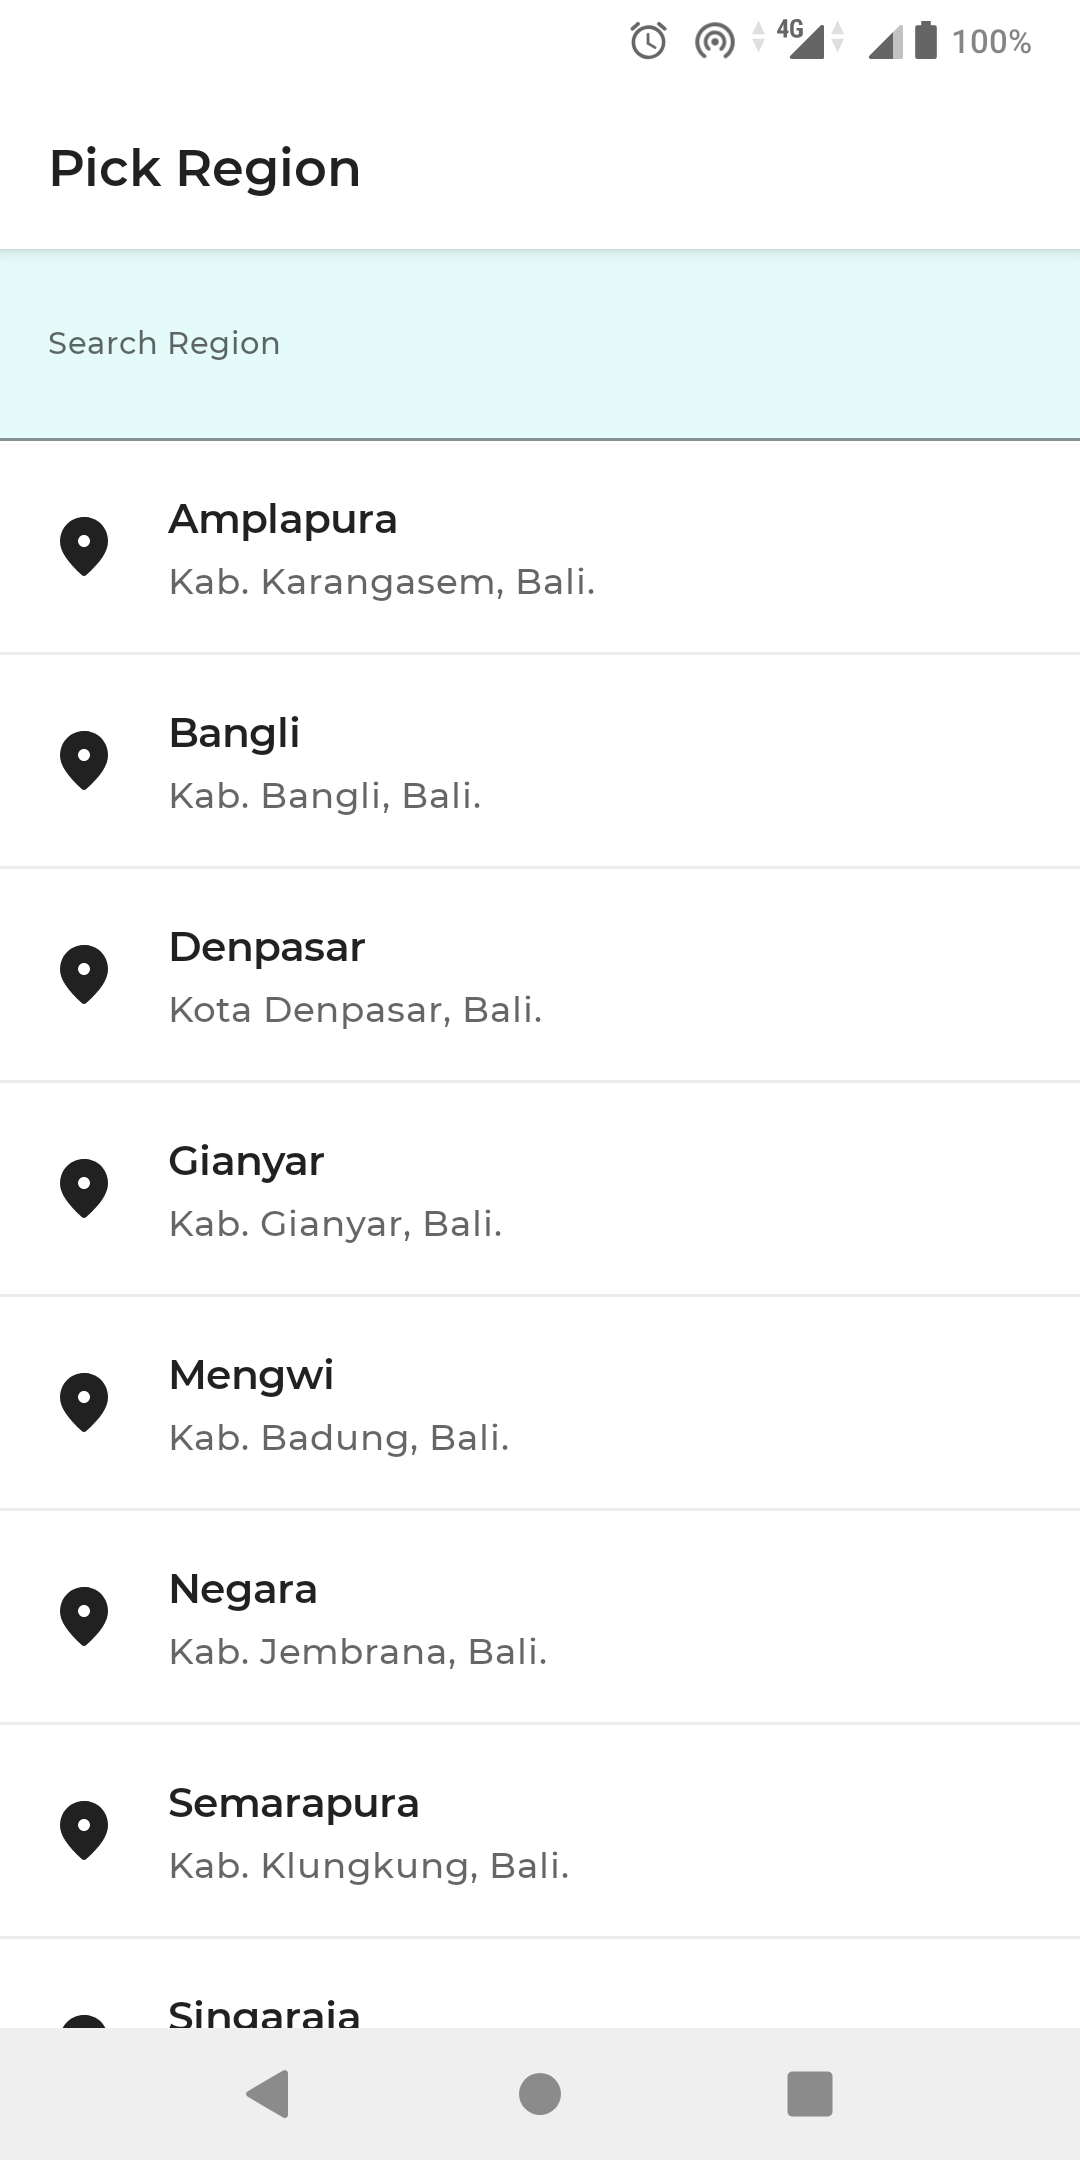 4G 100%
Pick Region
Search Region
Amplapura
Kab. Karangasem, Bali.
Bangli
Kab. Bangli, Bali.
Denpasar
Kota Denpasar, Bali.
Gianyar
Kab. Gianyar, Bali.
Mengwi
Kab. Badung, Bali.
Negara
Kab. Jembrana, Bali.
Semarapura
Kab. Klungkung, Bali.
Singaraja